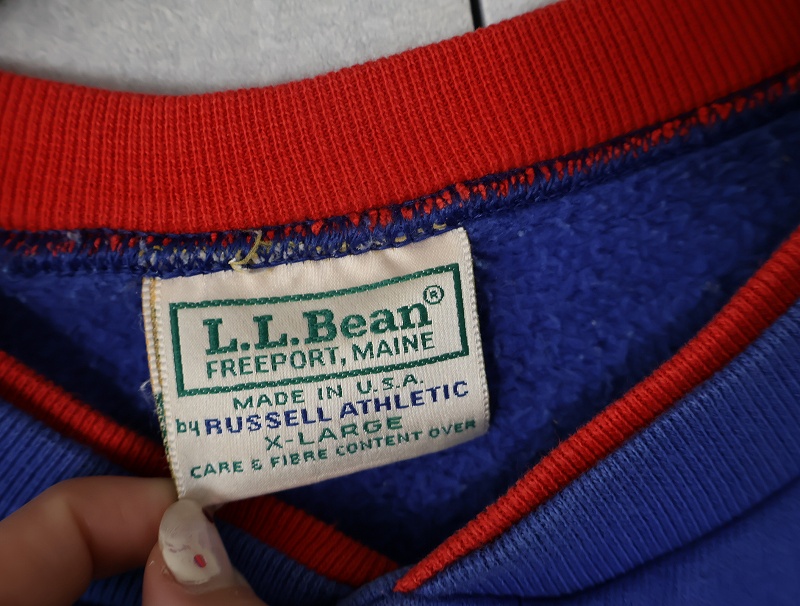 L.L.Bean®
FREEPORT, MAINE
MADE IN U.S.A.
by RUSSELL ATHLETIC
X-LARGE
CARE & FIBRE CONTENT OVER